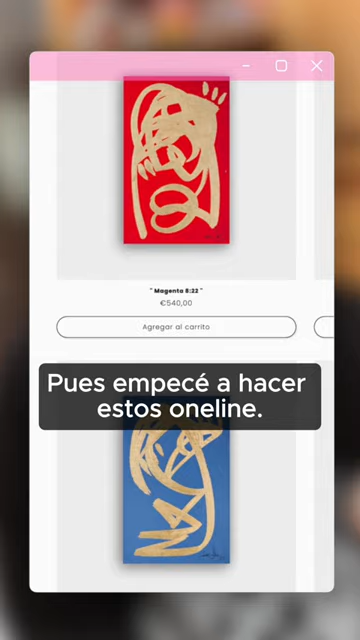 " Magenta 8:22 "
€540,00
Agregar al carrito
Pues empecé a hacer
estos oneline.